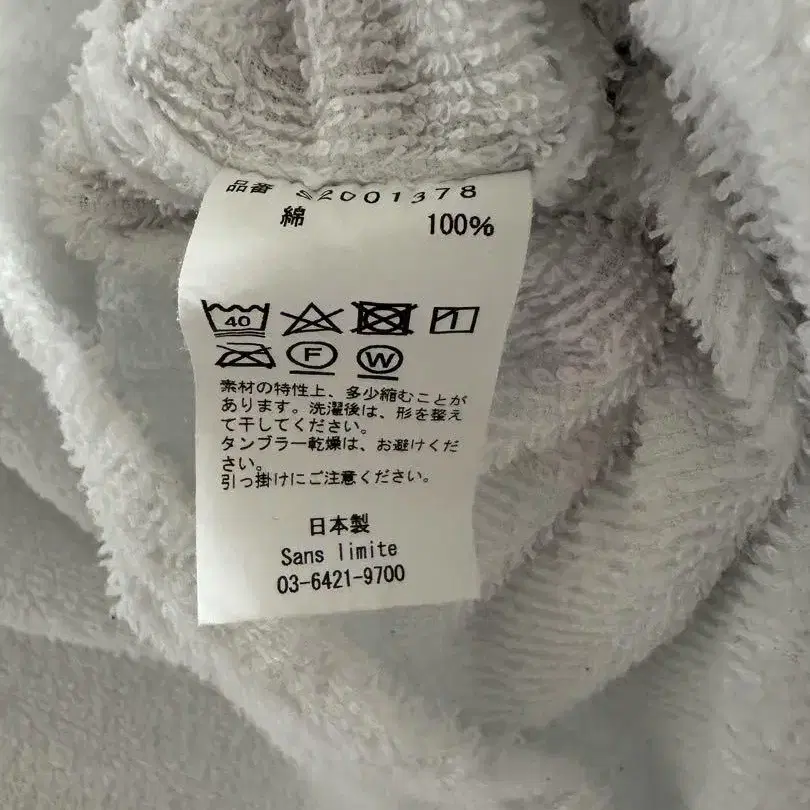 品番 S2001378
綿 100%
40
F W
素材の特性上、多少縮むことが
あります。洗濯後は、形を整え
て干してください。
タンブラー乾燥は、お避けくだ
さい。
引っ掛けにご注意ください。
日本製
Sans limite
03-6421-9700